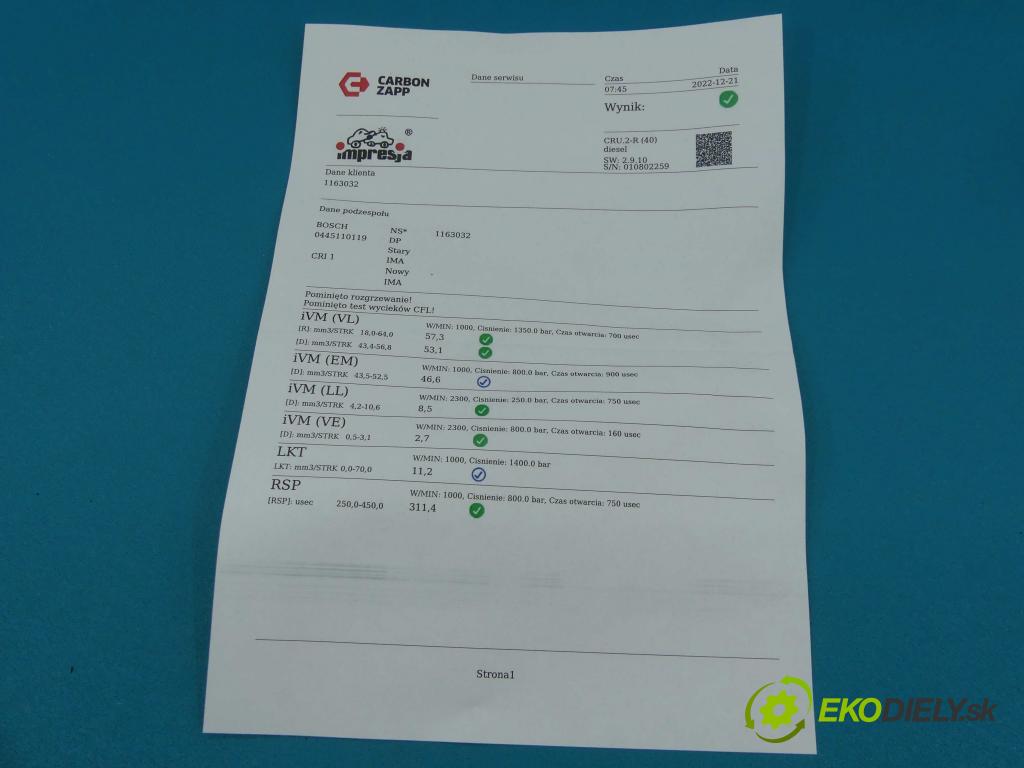 CARBON
ZAPP
Dane serwisu
Czas
Data
07:45
2022-12-21
Wynik:
impresja ®
CRU.2-R (40)
diesel
SW: 2.9.10
S/N: 010802259
Dane klienta
1163032
Dane podzespołu
BOSCH
0445110119
CRI 1
NS* 1163032
DP
Stary
IMA
Nowy -
IMA
Pominięto rozgrzewanie!
Pominięto test wycieków CFL!
iVM (VL)
W/MIN: 1000, Cisnienie: 1350.0 bar, Czas otwarcia: 700 usec
[R]: mm3/STRK 18,0-64,0 57,3
[D]: mm3/STRK 43,4-56,8 53,1
iVM (EM)
W/MIN: 1000, Cisnienie: 800.0 bar, Czas otwarcia: 900 usec
[D]: mm3/STRK 43,5-52,5 46,6
iVM (LL)
W/MIN: 2300, Cisnienie: 250.0 bar, Czas otwarcia: 750 usec
[D]: mm3/STRK 4,2-10,6 8,5
iVM (VE)
W/MIN: 2300, Cisnienie: 800.0 bar, Czas otwarcia: 160 usec
[D]: mm3/STRK 0,5-3,1 2,7
LKT
W/MIN: 1000, Cisnienie: 1400.0 bar
LKT: mm3/STRK 0,0-70,0 11,2
RSP
W/MIN: 1000, Cisnienie: 800.0 bar, Czas otwarcia: 750 usec
[RSP]: usec 250,0-450,0 311,4
Strona1
EKODIELY.sk